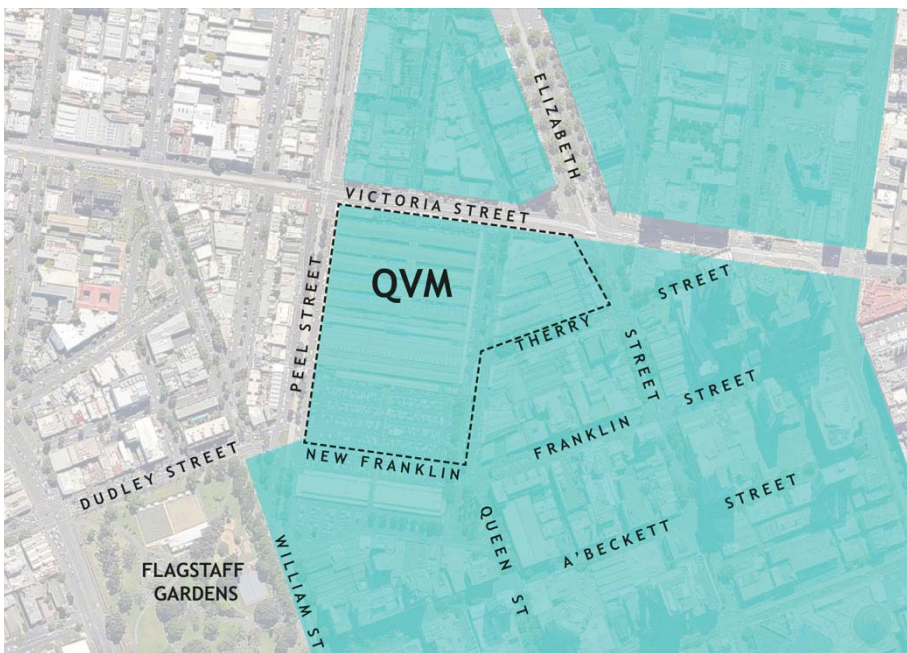 ELIZABETH
VICTORIA STREET
QVM
STREET
PEEL STREET
THERRY
STREET
STREET
FRANKLIN
NEW FRANKLIN
DUDLEY STREET
STREET
QUEEN ST
A'BECKETT
WILLIAM ST
FLAGSTAFF
GARDENS